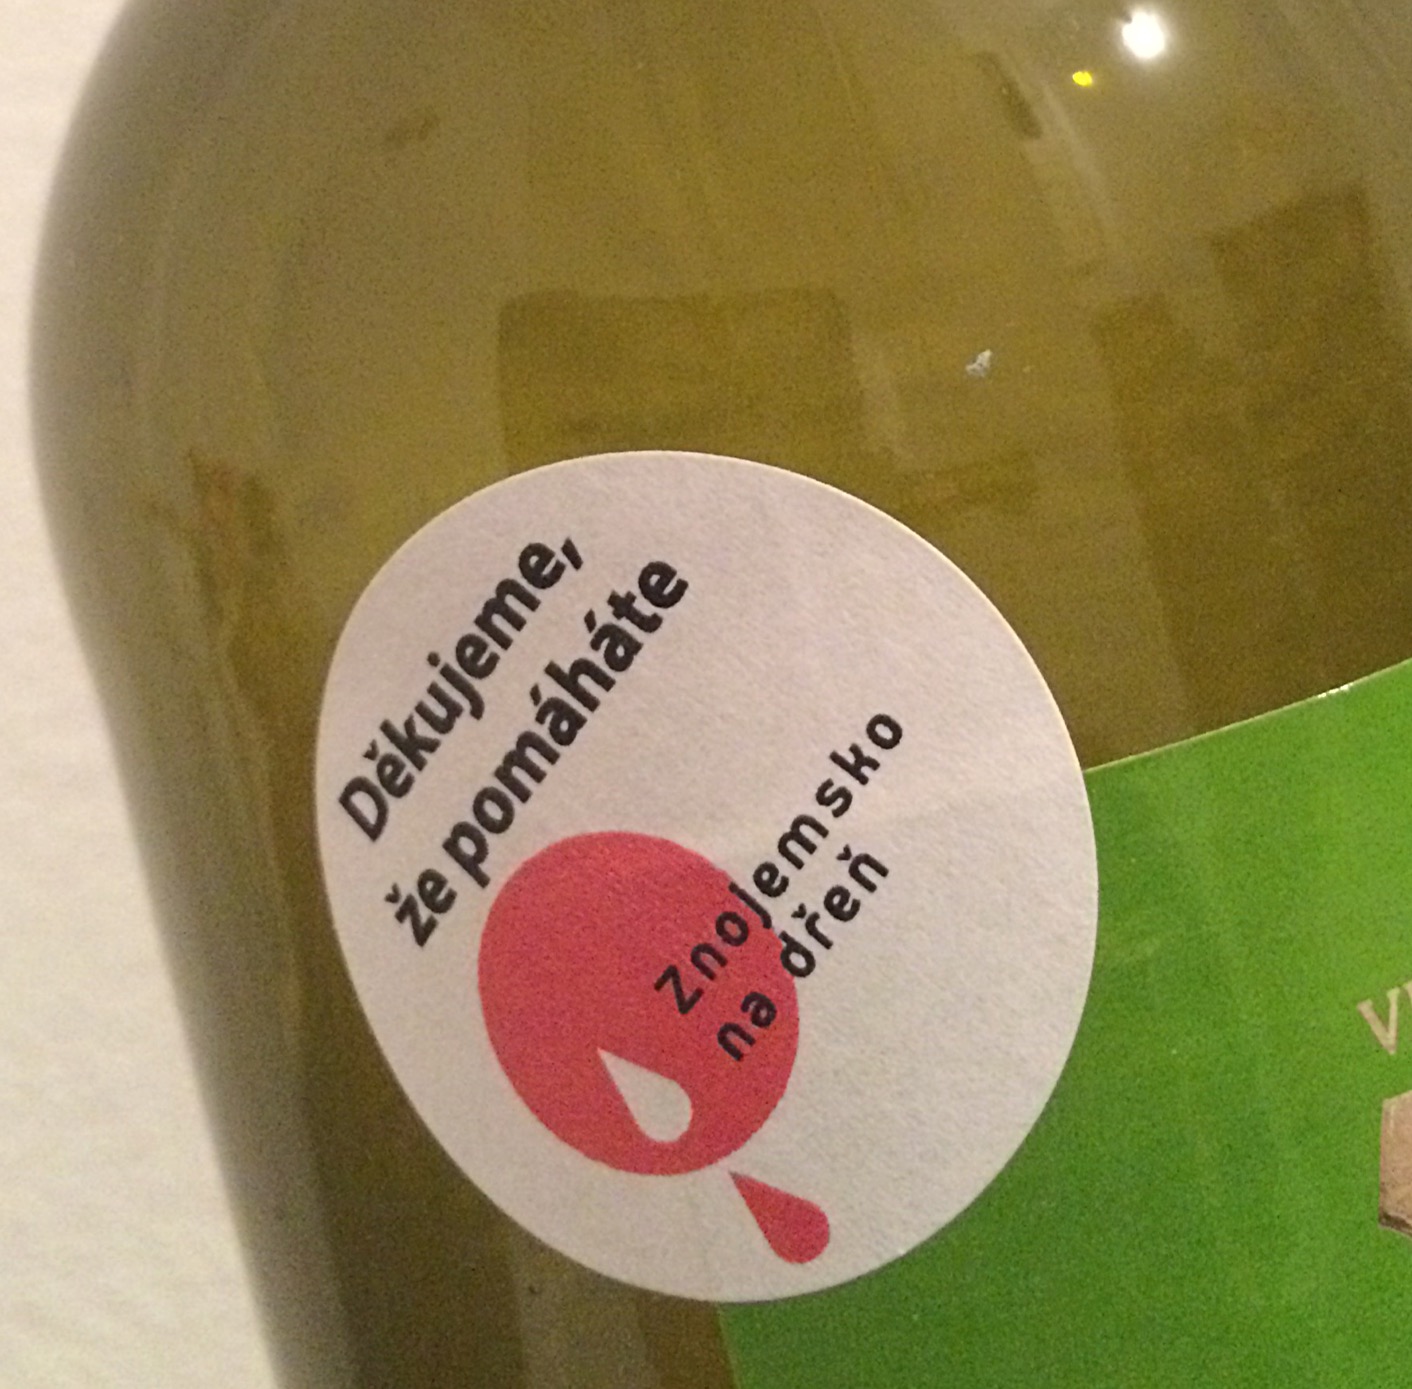 Děkujeme,
že pomáháte
Znojemsko
na dřeň